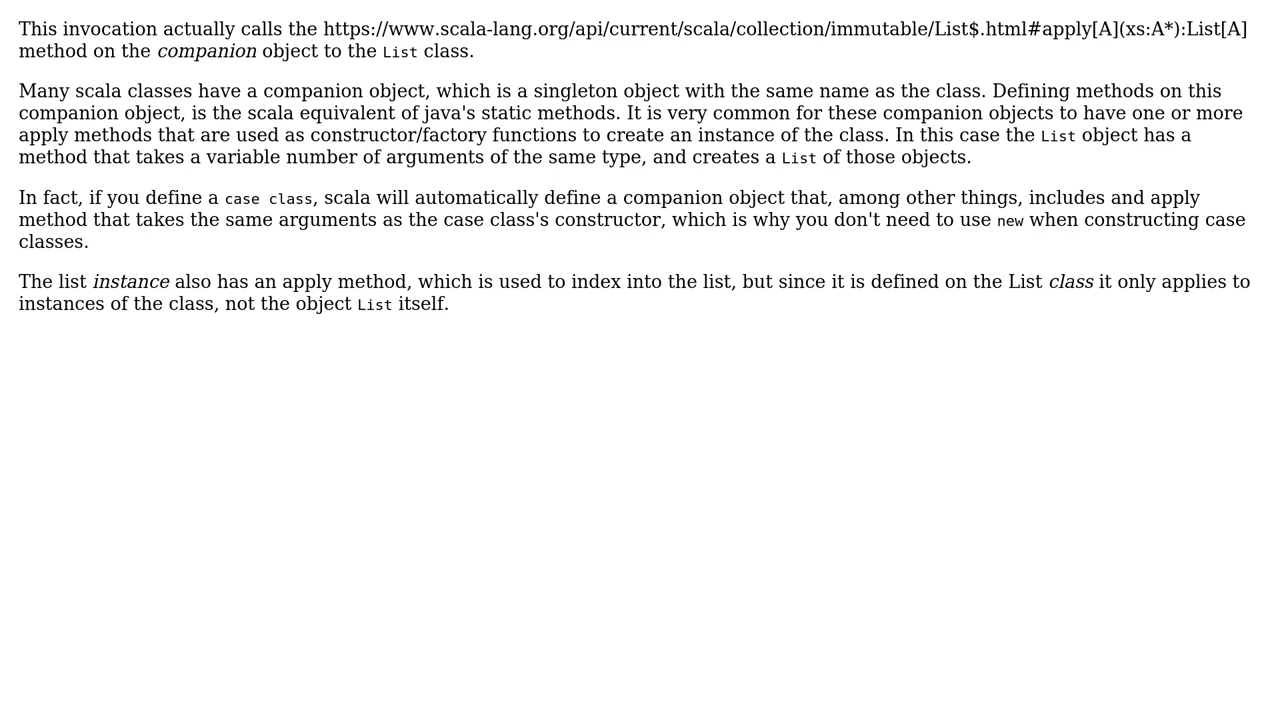 This invocation actually calls the https://www.scala-lang.org/api/current/scala/collection/immutable/List$.html#apply[A](xs:A*):List[A]
method on the companion object to the List class.
Many scala classes have a companion object, which is a singleton object with the same name as the class. Defining methods on this
companion object, is the scala equivalent of java's static methods. It is very common for these companion objects to have one or more
apply methods that are used as constructor/factory functions to create an instance of the class. In this case the List object has a
method that takes a variable number of arguments of the same type, and creates a List of those objects.
In fact, if you define a case class, scala will automatically define a companion object that, among other things, includes and apply
method that takes the same arguments as the case class's constructor, which is why you don't need to use new when constructing case
classes.
The list instance also has an apply method, which is used to index into the list, but since it is defined on the List class it only applies to
instances of the class, not the object List itself.